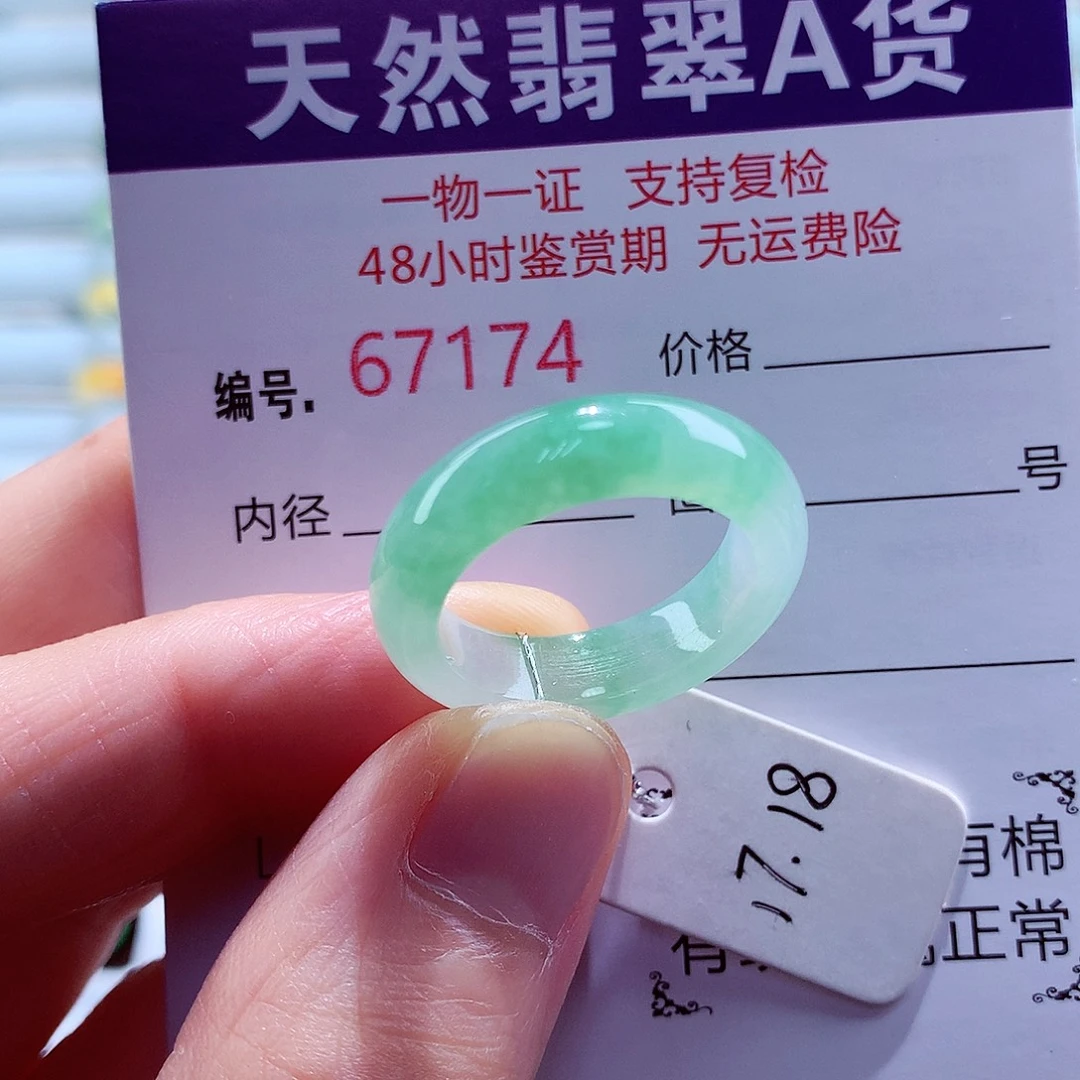 天然翡翠A货
一物一证 支持复检
48小时鉴赏期 无运费险
编号. 67174 价格
内径 号
17.18
有棉
有 正常